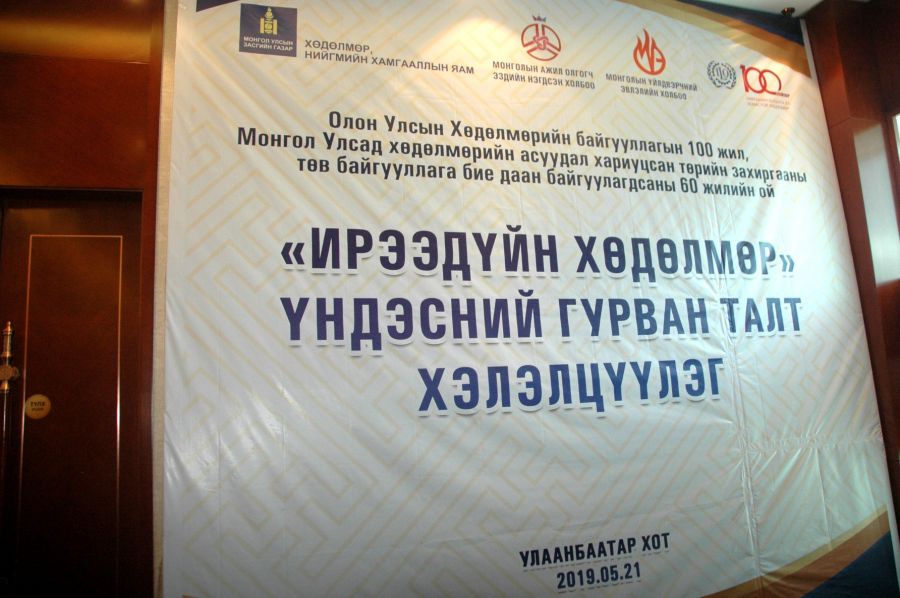 МОНГОЛ УЛСЫН
ЗАСГИЙН ГАЗАР
ХӨДӨЛМӨР,
НИЙГМИЙН ХАМГААЛЛЫН ЯАМ
МОНГОЛЫН АЖИЛ ОЛГОГЧ
ЭЗДИЙН НЭГДСЭН ХОЛБОО
МОНГОЛЫН ҮЙЛДВЭРЧНИЙ
ЭВЛЭЛИЙН ХОЛБОО
100
Олон Улсын Хөдөлмөрийн байгууллагын 100 жил,
Монгол Улсад хөдөлмөрийн асуудал хариуцсан төрийн захиргааны
төв байгууллага бие даан байгуулагдсаны 60 жилийн ой
«ИРЭЭДҮЙН ХӨДӨЛМӨР»
ҮНДЭСНИЙ ГУРВАН ТАЛТ
ХЭЛЭЛЦҮҮЛЭГ
УЛААНБААТАР ХОТ
2019.05.21
ТҮЛХ